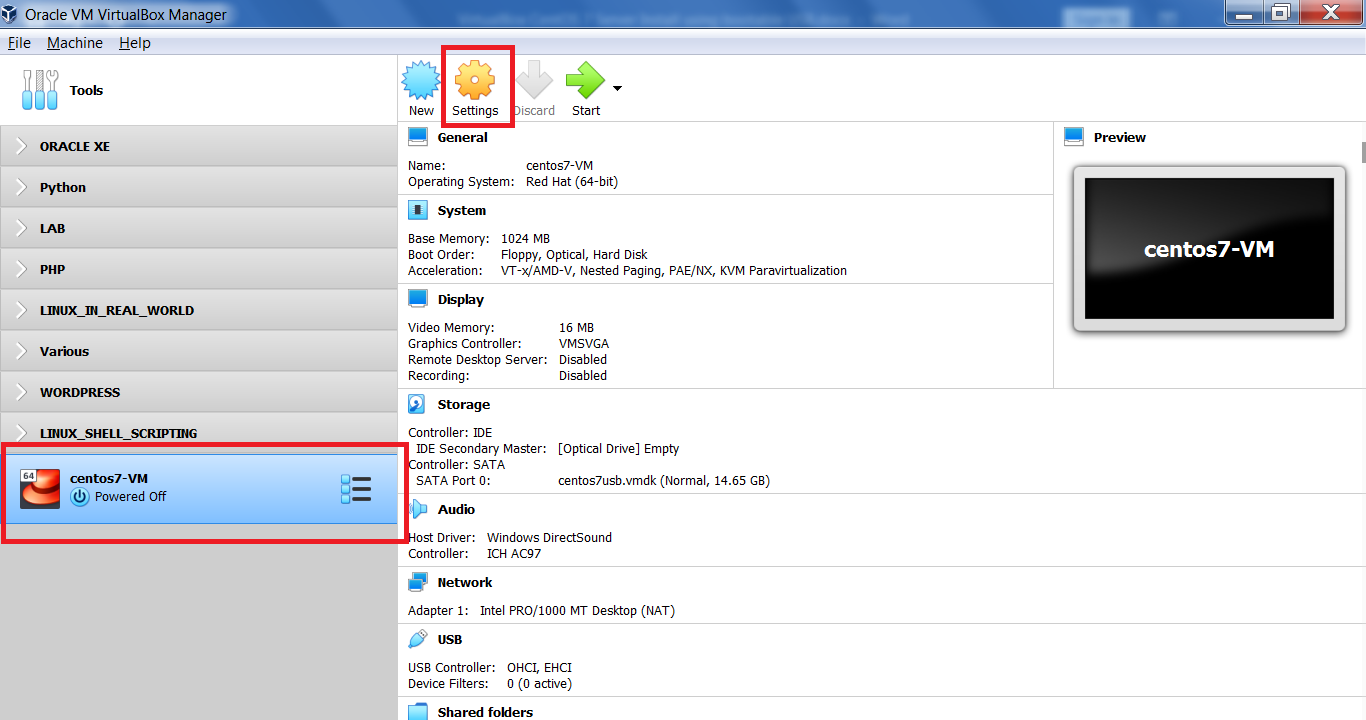 Oracle VM VirtualBox Manager
File Machine Help
Tools
ORACLE XE
Python
LAB
PHP
LINUX_IN_REAL_WORLD
Various
WORDPRESS
LINUX_SHELL_SCRIPTING
64
centos7-VM
Powered Off
New Settings Discard Start
General
Name: centos7-VM
Operating System: Red Hat (64-bit)
System
Base Memory: 1024 MB
Boot Order: Floppy, Optical, Hard Disk
Acceleration: VT-x/AMD-V, Nested Paging, PAE/NX, KVM Paravirtualization
Display
Video Memory: 16 MB
Graphics Controller: VMSVGA
Remote Desktop Server: Disabled
Recording: Disabled
Preview
centos7-VM
Storage
Controller: IDE
IDE Secondary Master: [Optical Drive] Empty
Controller: SATA
SATA Port 0: centos7usb.vmdk (Normal, 14.65 GB)
Audio
Host Driver: Windows DirectSound
Controller: ICH AC97
Network
Adapter 1: Intel PRO/1000 MT Desktop (NAT)
USB
USB Controller: OHCI, EHCI
Device Filters: 0 (0 active)
Shared folders